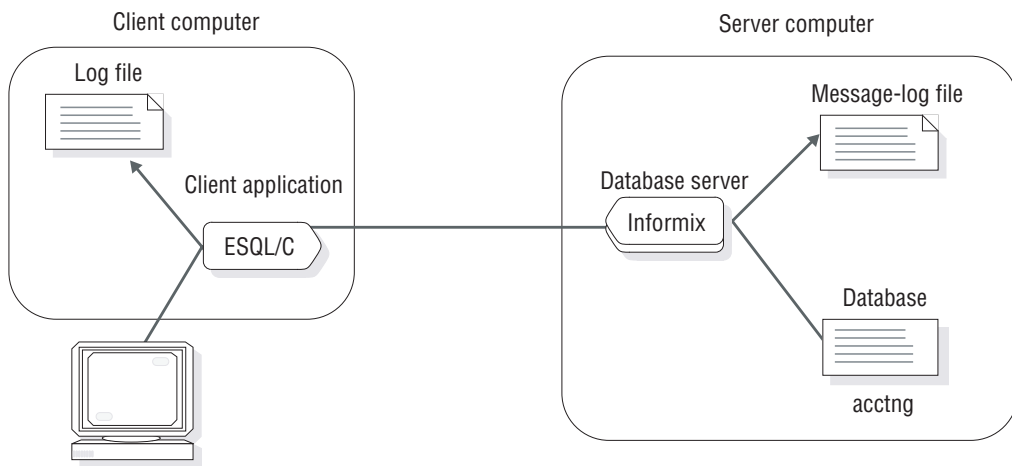 Client computer
Log file
Client application
ESQL/C
Server computer
Message-log file
Database server
Informix
Database
acctng